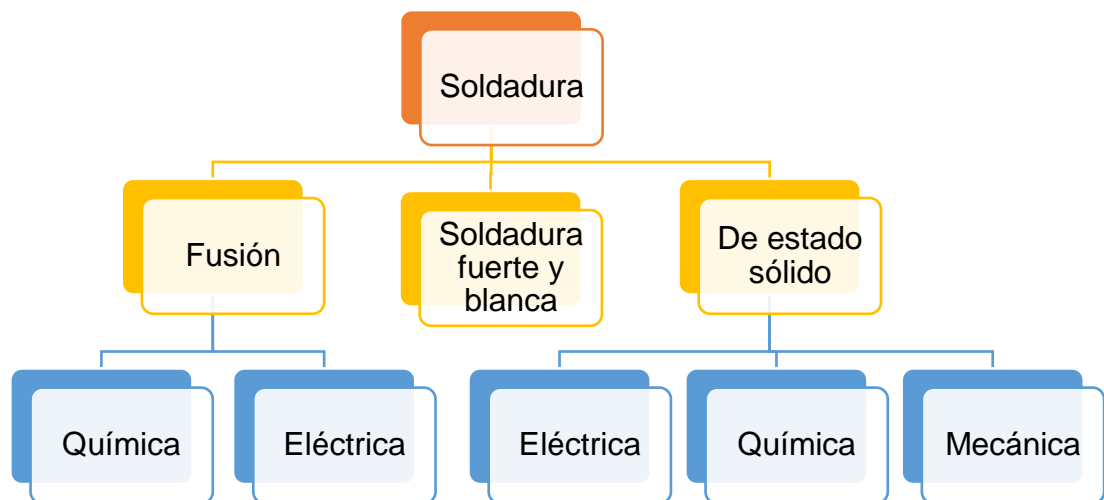 Soldadura
Fusión
Soldadura
fuerte y
blanca
De estado
sólido
Química
Eléctrica
Eléctrica
Química
Mecánica